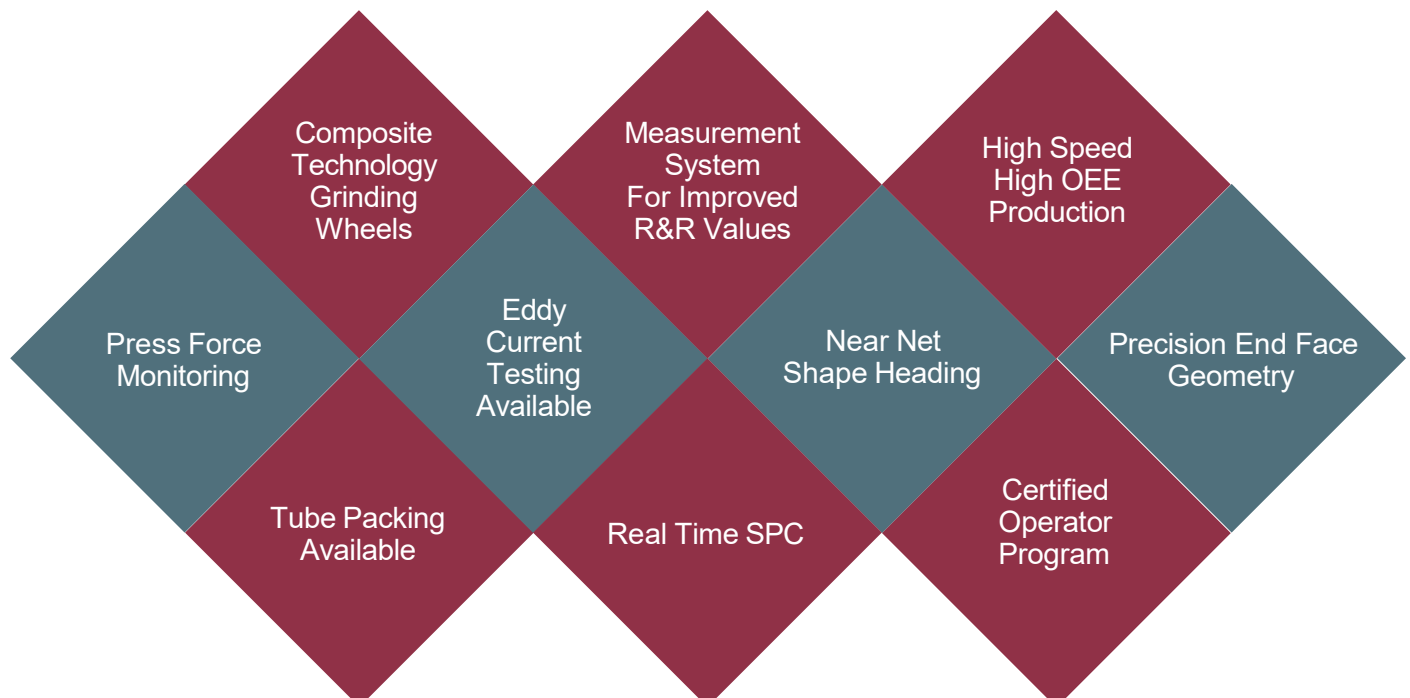 Composite
Technology
Grinding
Wheels
Measurement
System
For Improved
R&R Values
High Speed
High OEE
Production
Press Force
Monitoring
Eddy
Current
Testing
Available
Near Net
Shape Heading
Precision End Face
Geometry
Tube Packing
Available
Real Time SPC
Certified
Operator
Program